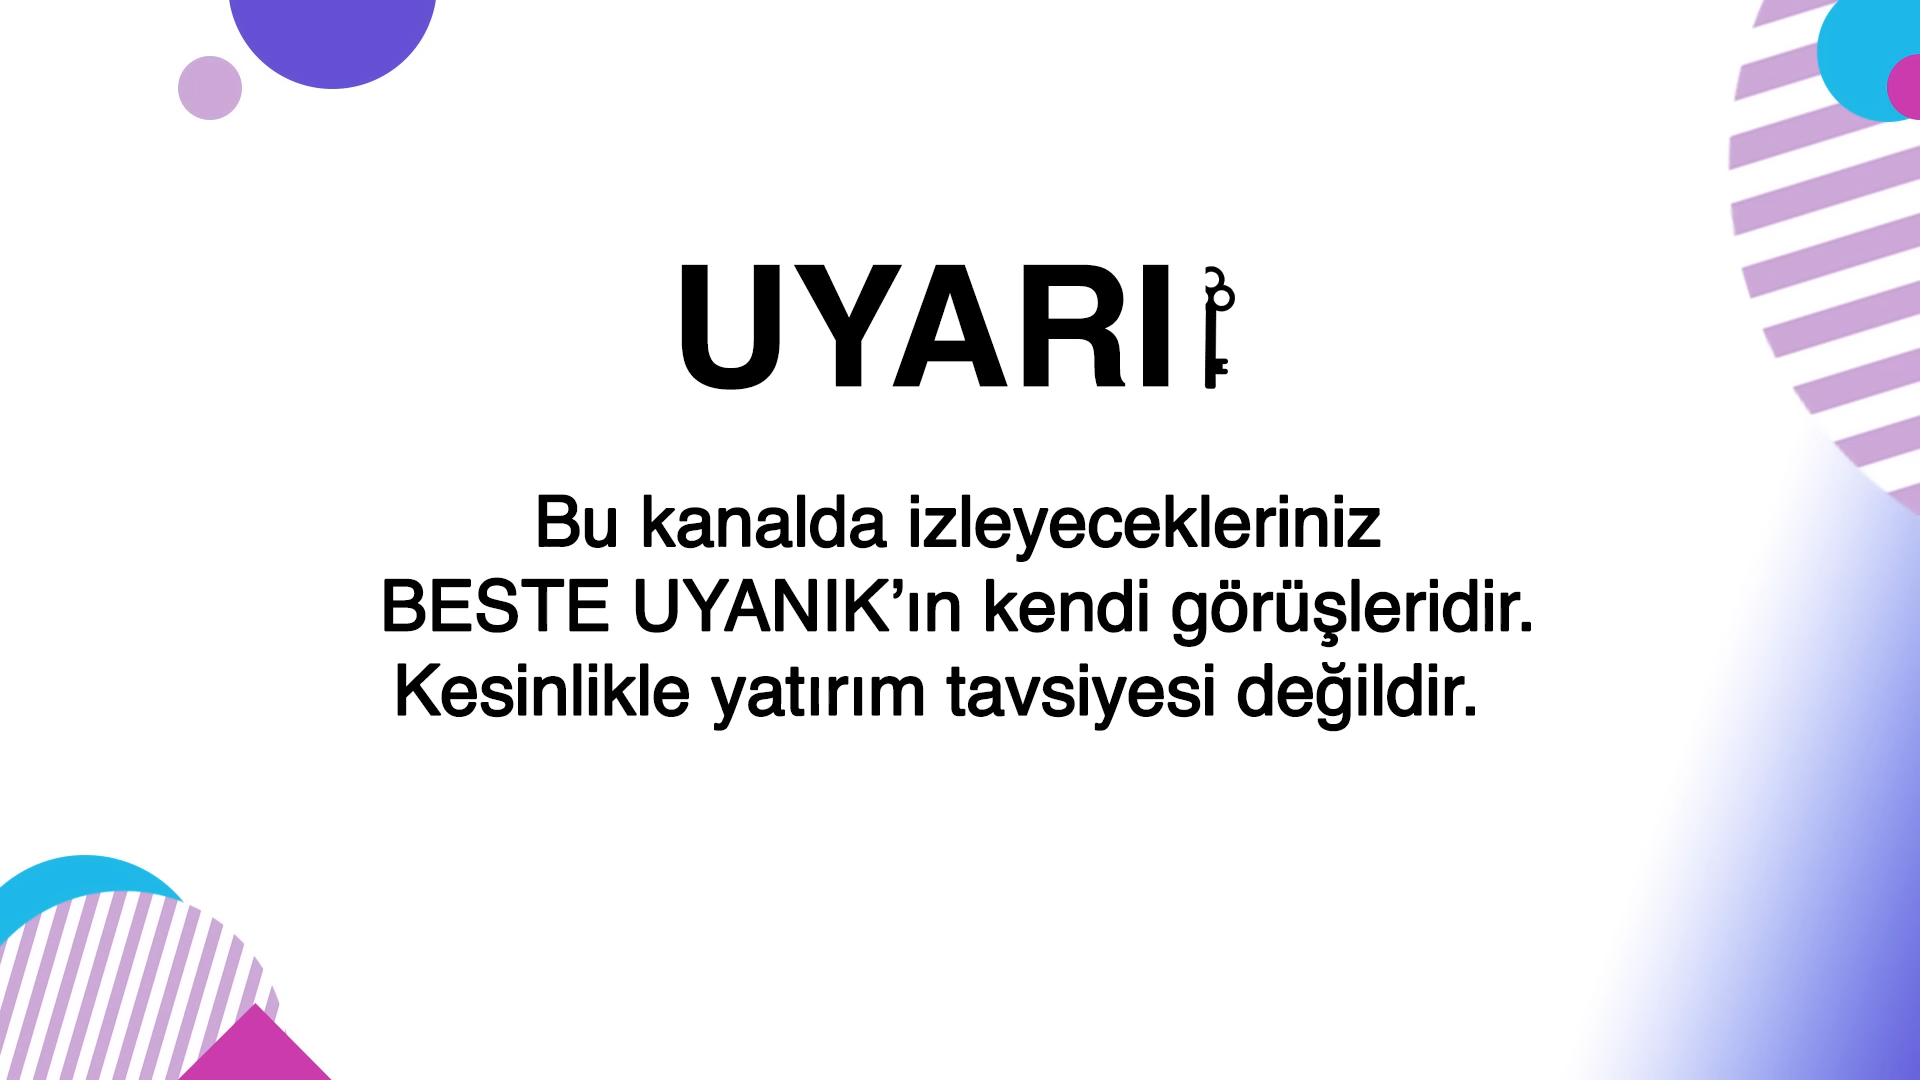 UYARI
Bu kanalda izleyecekleriniz
BESTE UYANIK’ın kendi görüşleridir.
Kesinlikle yatırım tavsiyesi değildir.